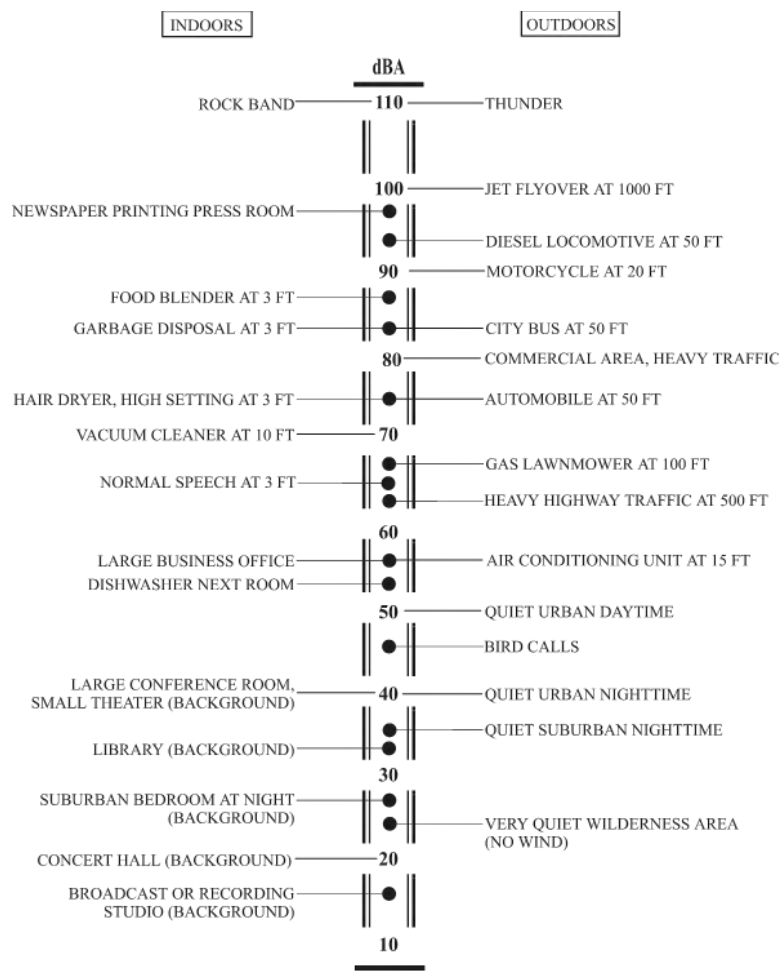 INDOORS
OUTDOORS
dBA
ROCK BAND
110
THUNDER
100
JET FLYOVER AT 1000 FT
NEWSPAPER PRINTING PRESS ROOM
DIESEL LOCOMOTIVE AT 50 FT
90
MOTORCYCLE AT 20 FT
FOOD BLENDER AT 3 FT
GARBAGE DISPOSAL AT 3 FT
CITY BUS AT 50 FT
80
COMMERCIAL AREA, HEAVY TRAFFIC
HAIR DRYER, HIGH SETTING AT 3 FT
AUTOMOBILE AT 50 FT
VACUUM CLEANER AT 10 FT
70
GAS LAWNMOWER AT 100 FT
NORMAL SPEECH AT 3 FT
HEAVY HIGHWAY TRAFFIC AT 500 FT
60
LARGE BUSINESS OFFICE
AIR CONDITIONING UNIT AT 15 FT
DISHWASHER NEXT ROOM
50
QUIET URBAN DAYTIME
BIRD CALLS
LARGE CONFERENCE ROOM,
SMALL THEATER (BACKGROUND)
40
QUIET URBAN NIGHTTIME
QUIET SUBURBAN NIGHTTIME
LIBRARY (BACKGROUND)
30
SUBURBAN BEDROOM AT NIGHT
(BACKGROUND)
VERY QUIET WILDERNESS AREA
(NO WIND)
CONCERT HALL (BACKGROUND)
20
BROADCAST OR RECORDING
STUDIO (BACKGROUND)
10